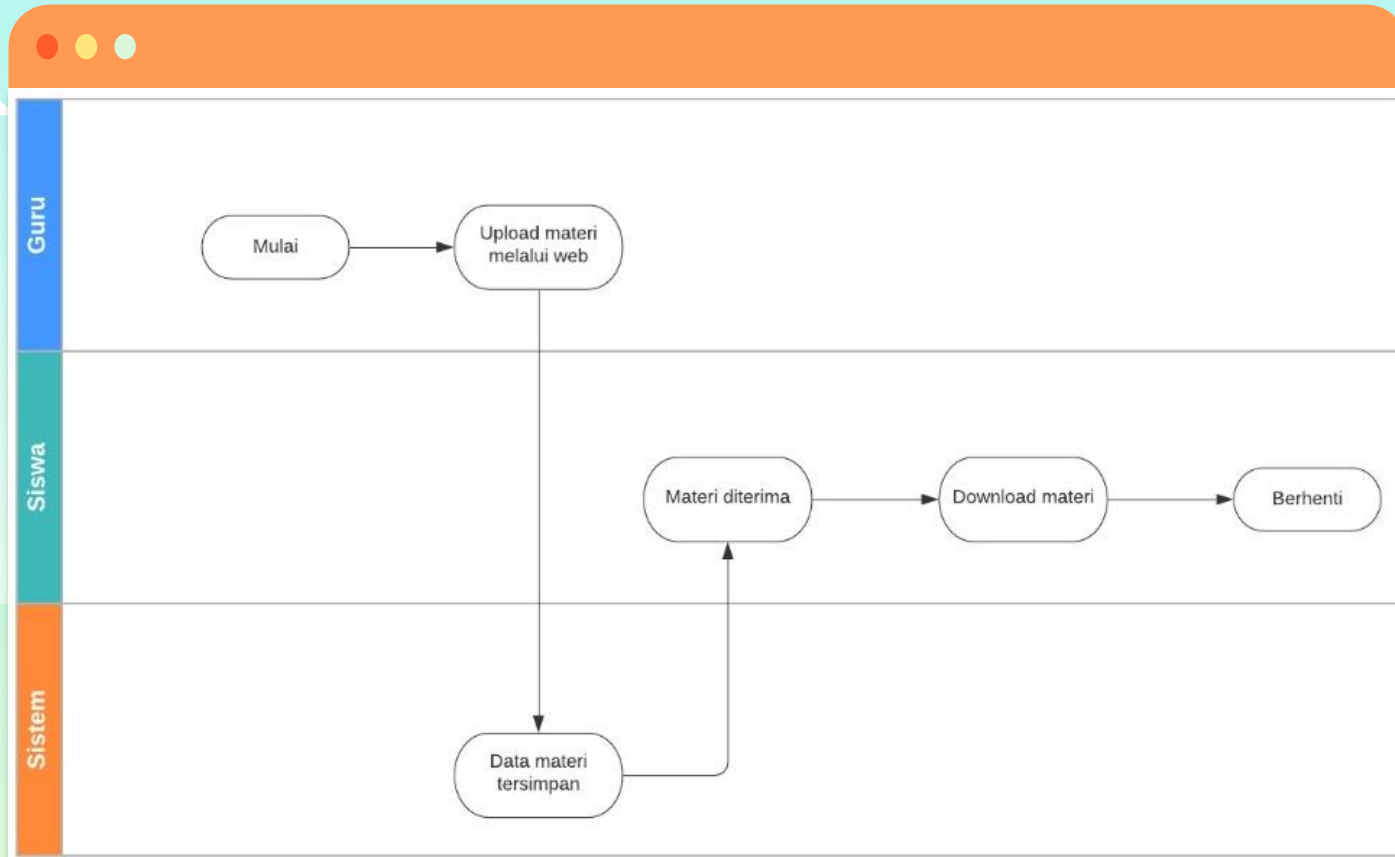 Guru
Mulai
Upload materi
melalui web
Siswa
Materi diterima
Download materi
Berhenti
Sistem
Data materi
tersimpan